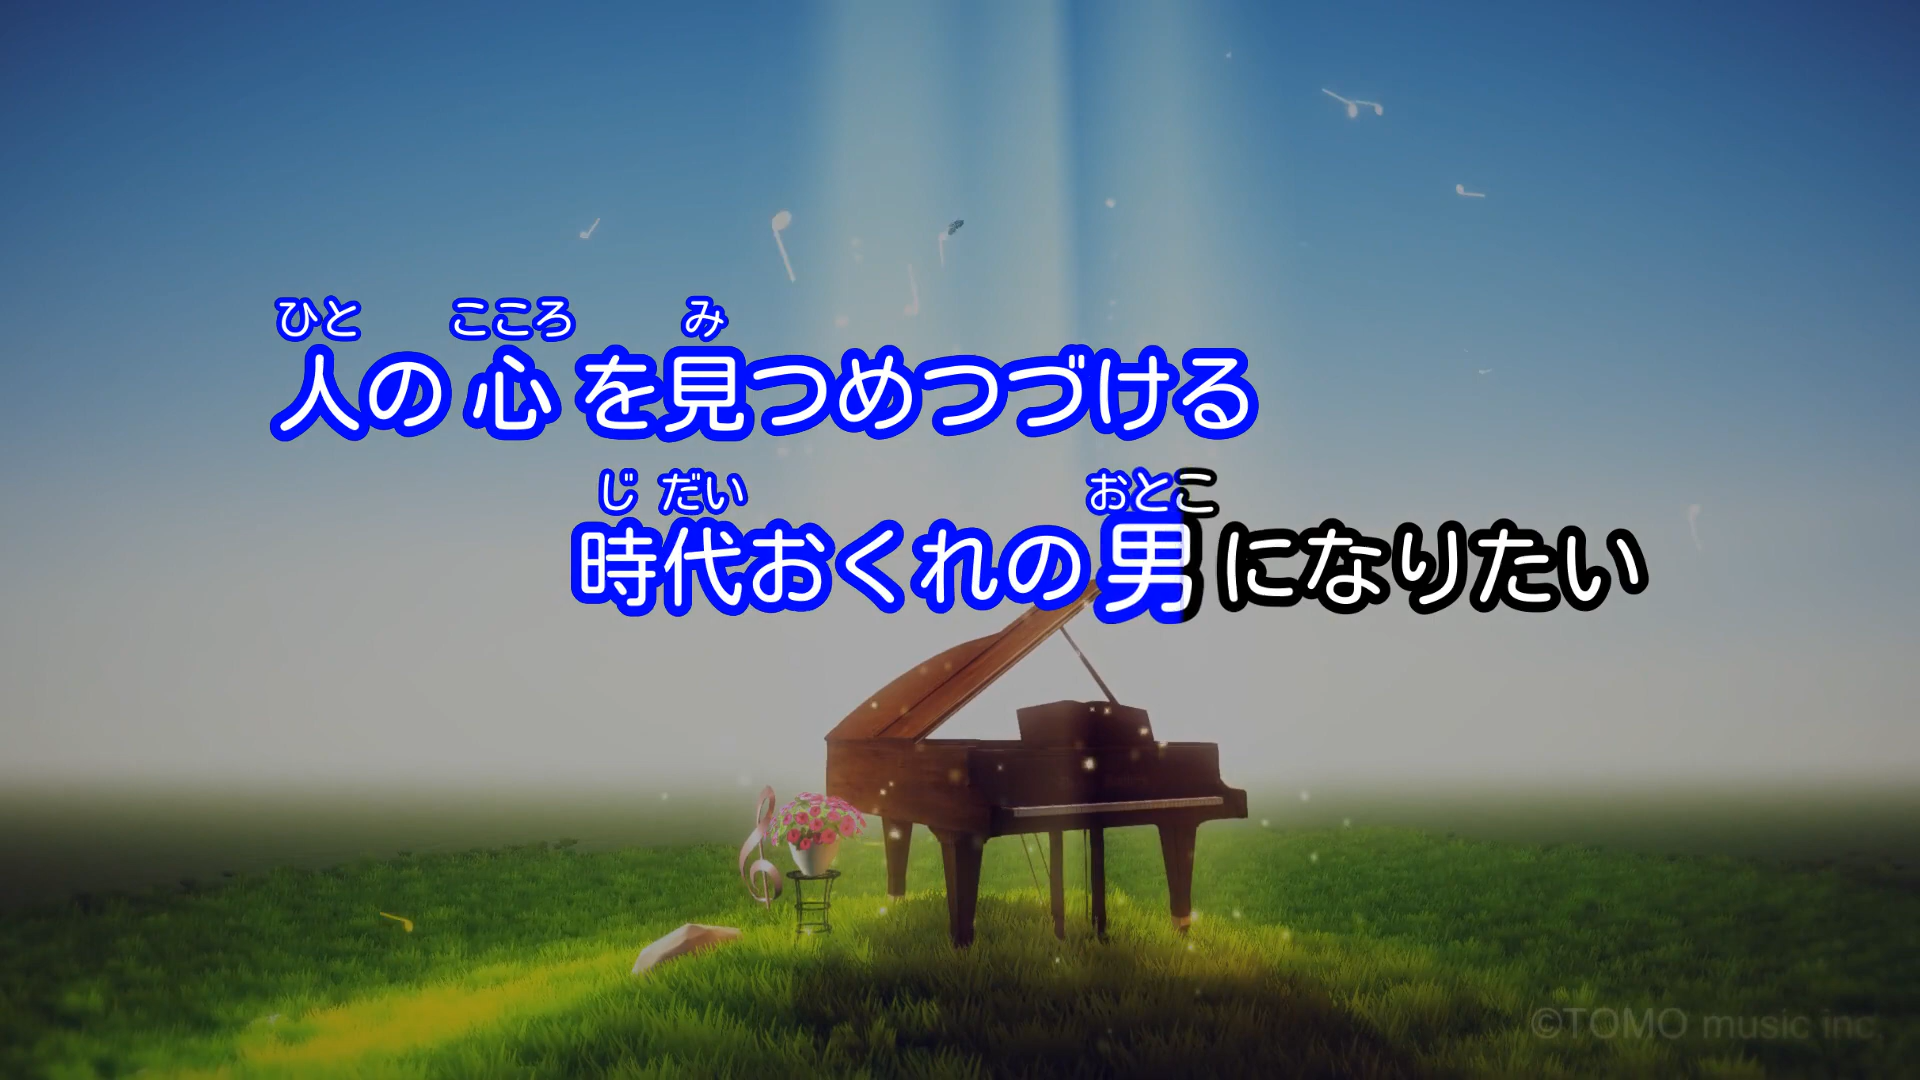 ひと こころ み
人の心を見つめつづける
じ だい おとこ
時代おくれの男になりたい
©TOMO music inc